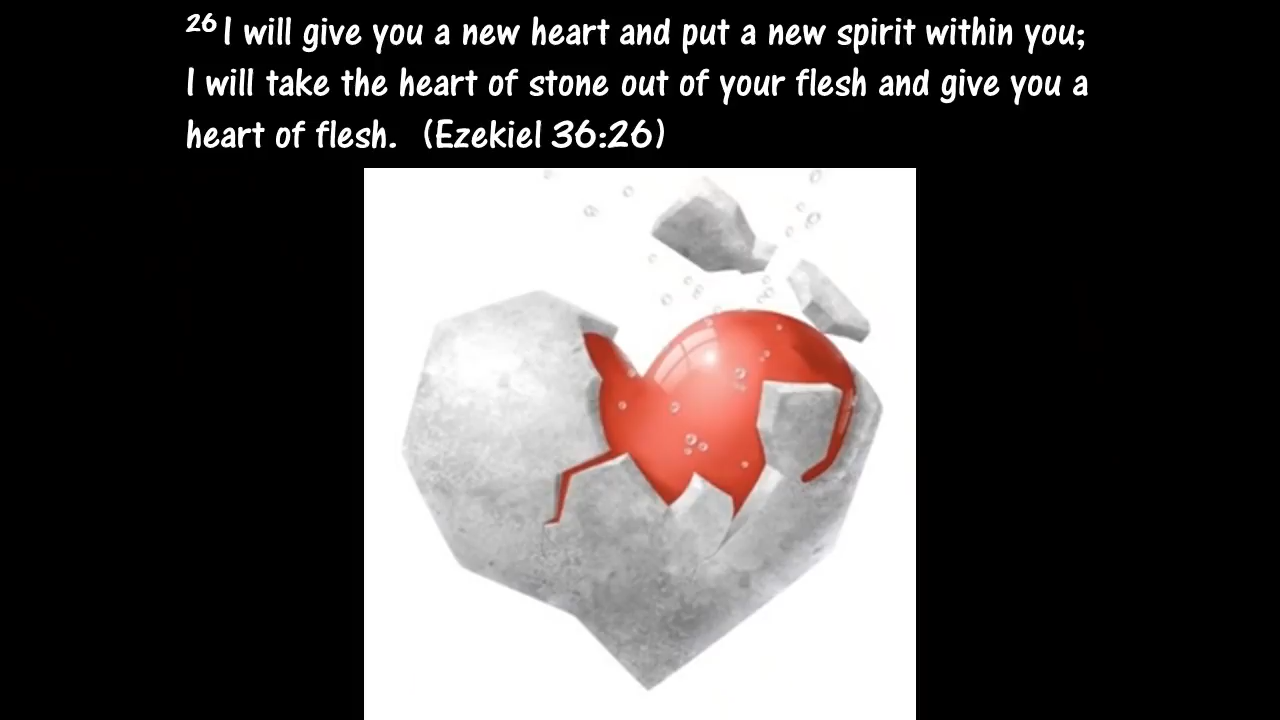 26 I will give you a new heart and put a new spirit within you;
I will take the heart of stone out of your flesh and give you a
heart of flesh. (Ezekiel 36:26)